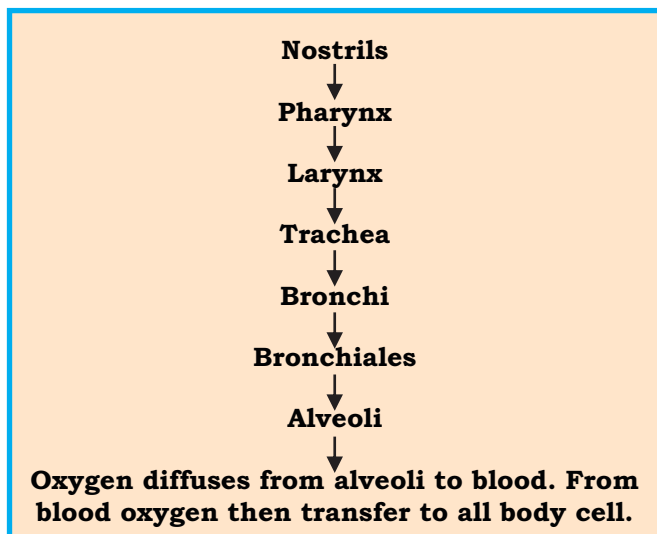 Nostrils
Pharynx
Larynx
Trachea
Bronchi
Bronchiales
Alveoli
Oxygen diffuses from alveoli to blood. From
blood oxygen then transfer to all body cell.